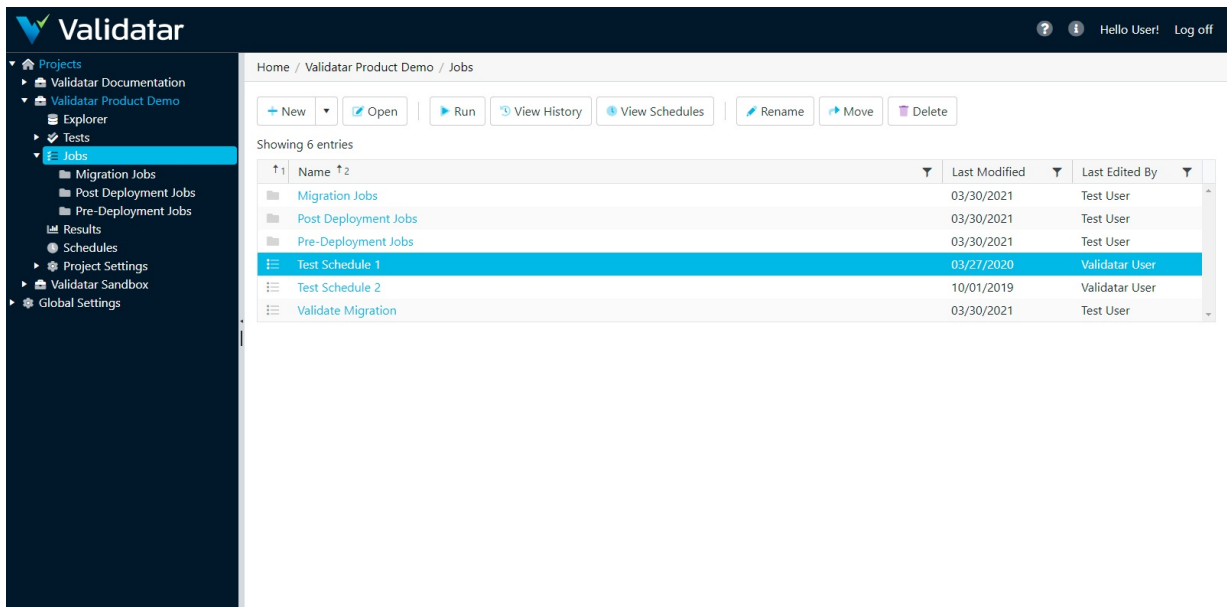 Validatar
Hello User! Log off
Projects
Validatar Documentation
Validatar Product Demo
Explorer
Tests
Jobs
Migration Jobs
Post Deployment Jobs
Pre-Deployment Jobs
Results
Schedules
Project Settings
Validatar Sandbox
Global Settings
Home / Validatar Product Demo / Jobs
New Open Run View History View Schedules Rename Move Delete
Showing 6 entries
1 Name 2 Last Modified Last Edited By
Migration Jobs 03/30/2021 Test User
Post Deployment Jobs 03/30/2021 Test User
Pre-Deployment Jobs 03/30/2021 Test User
Test Schedule 1 03/27/2020 Validatar User
Test Schedule 2 10/01/2019 Validatar User
Validate Migration 03/30/2021 Test User